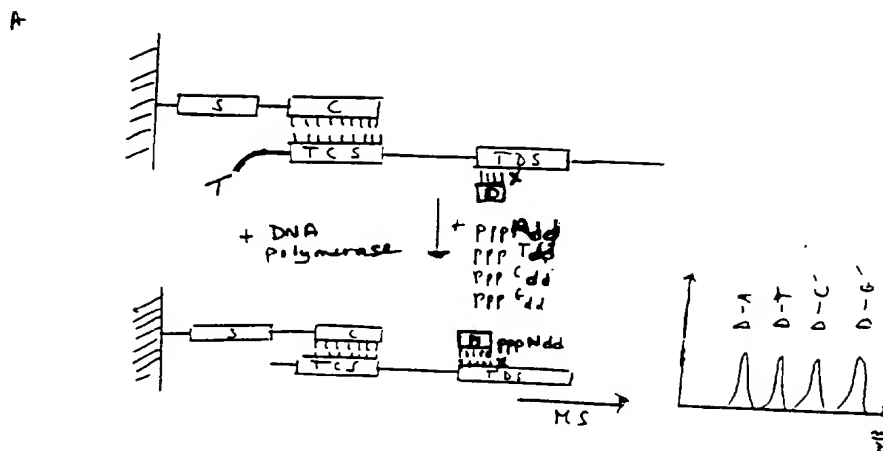 A
S C
T TCS TDS
D x
+ DNA polymerase + pppAdd
pppTdd
pppCdd
pppGdd
D-A D-T D-C D-G
S C D pppNdd
TCS x TDS
MS